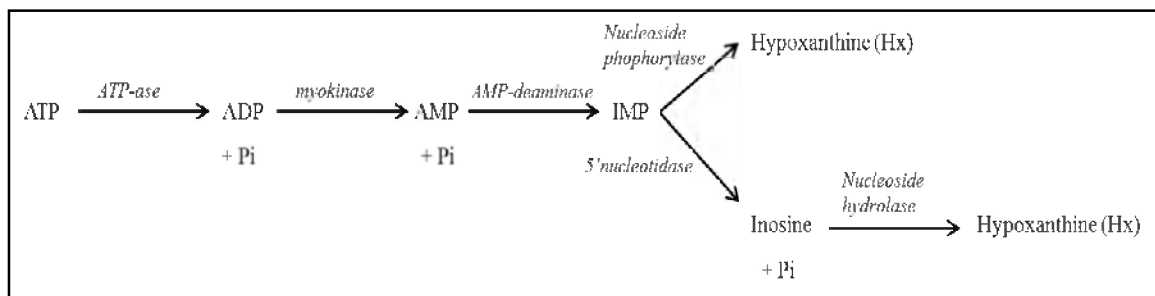 Nucleoside
phophorylase
Hypoxanthine (Hx)
ATP-ase
myokinase
AMP-deaminase
ATP
ADP
AMP
IMP
+ Pi
+ Pi
5'nucleotidase
Nucleoside
hydrolase
Inosine
Hypoxanthine (Hx)
+ Pi